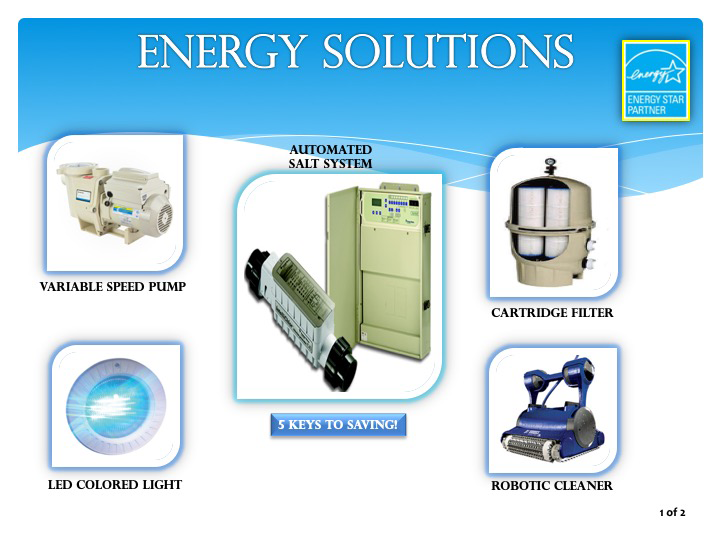 ENERGY SOLUTIONS
energy
ENERGY STAR
PARTNER
AUTOMATED
SALT SYSTEM
VARIABLE SPEED PUMP
CARTRIDGE FILTER
5 KEYS TO SAVING!
LED COLORED LIGHT
ROBOTIC CLEANER
1 of 2